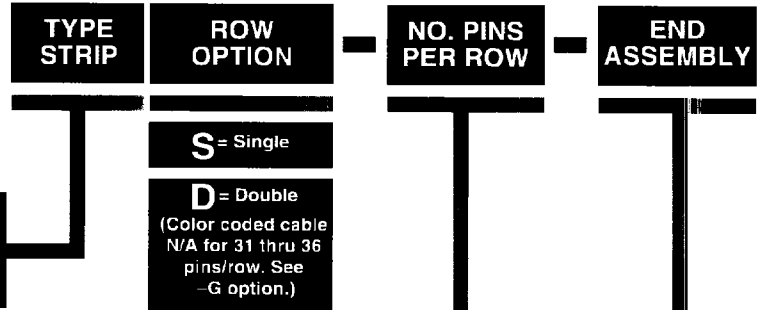 TYPE STRIP
ROW OPTION
NO. PINS PER ROW
END ASSEMBLY
S = Single
D = Double
(Color coded cable
N/A for 31 thru 36
pins/row. See
–G option.)